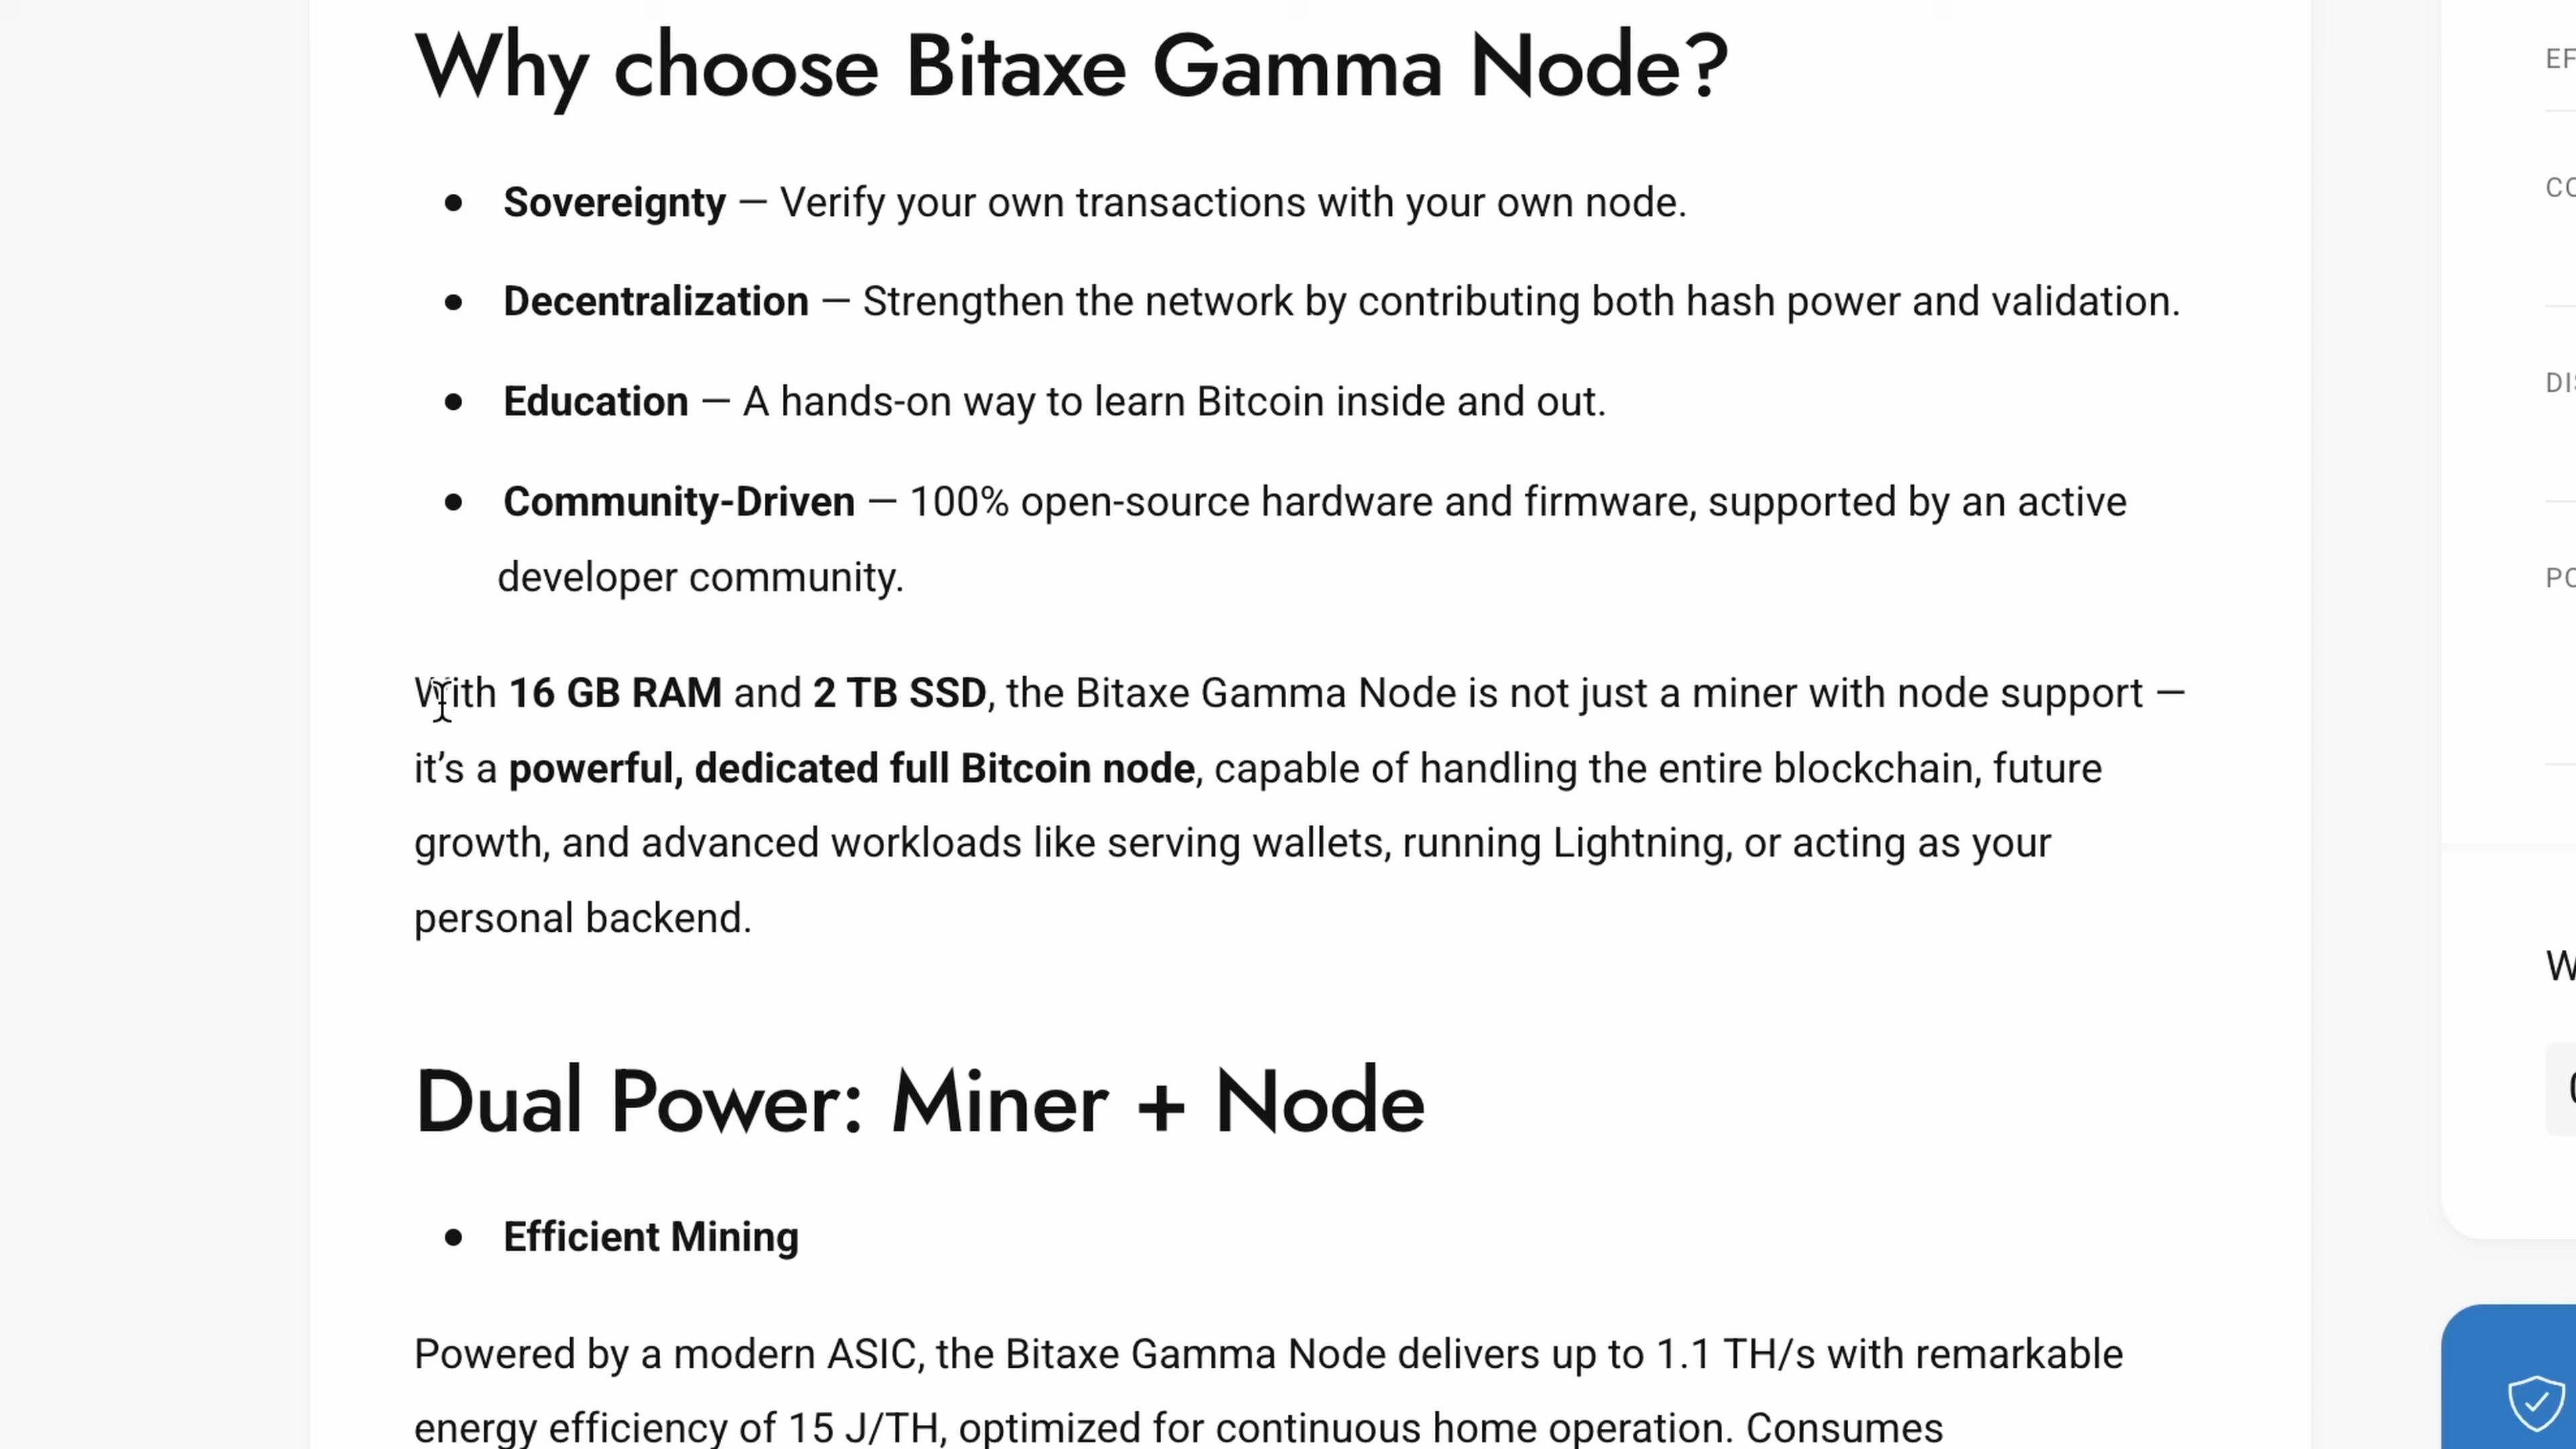 Why choose Bitaxe Gamma Node?
Sovereignty — Verify your own transactions with your own node.
Decentralization — Strengthen the network by contributing both hash power and validation.
Education — A hands-on way to learn Bitcoin inside and out.
Community-Driven — 100% open-source hardware and firmware, supported by an active
developer community.
With 16 GB RAM and 2 TB SSD, the Bitaxe Gamma Node is not just a miner with node support —
it’s a powerful, dedicated full Bitcoin node, capable of handling the entire blockchain, future
growth, and advanced workloads like serving wallets, running Lightning, or acting as your
personal backend.
Dual Power: Miner + Node
Efficient Mining
Powered by a modern ASIC, the Bitaxe Gamma Node delivers up to 1.1 TH/s with remarkable
energy efficiency of 15 J/TH, optimized for continuous home operation. Consumes